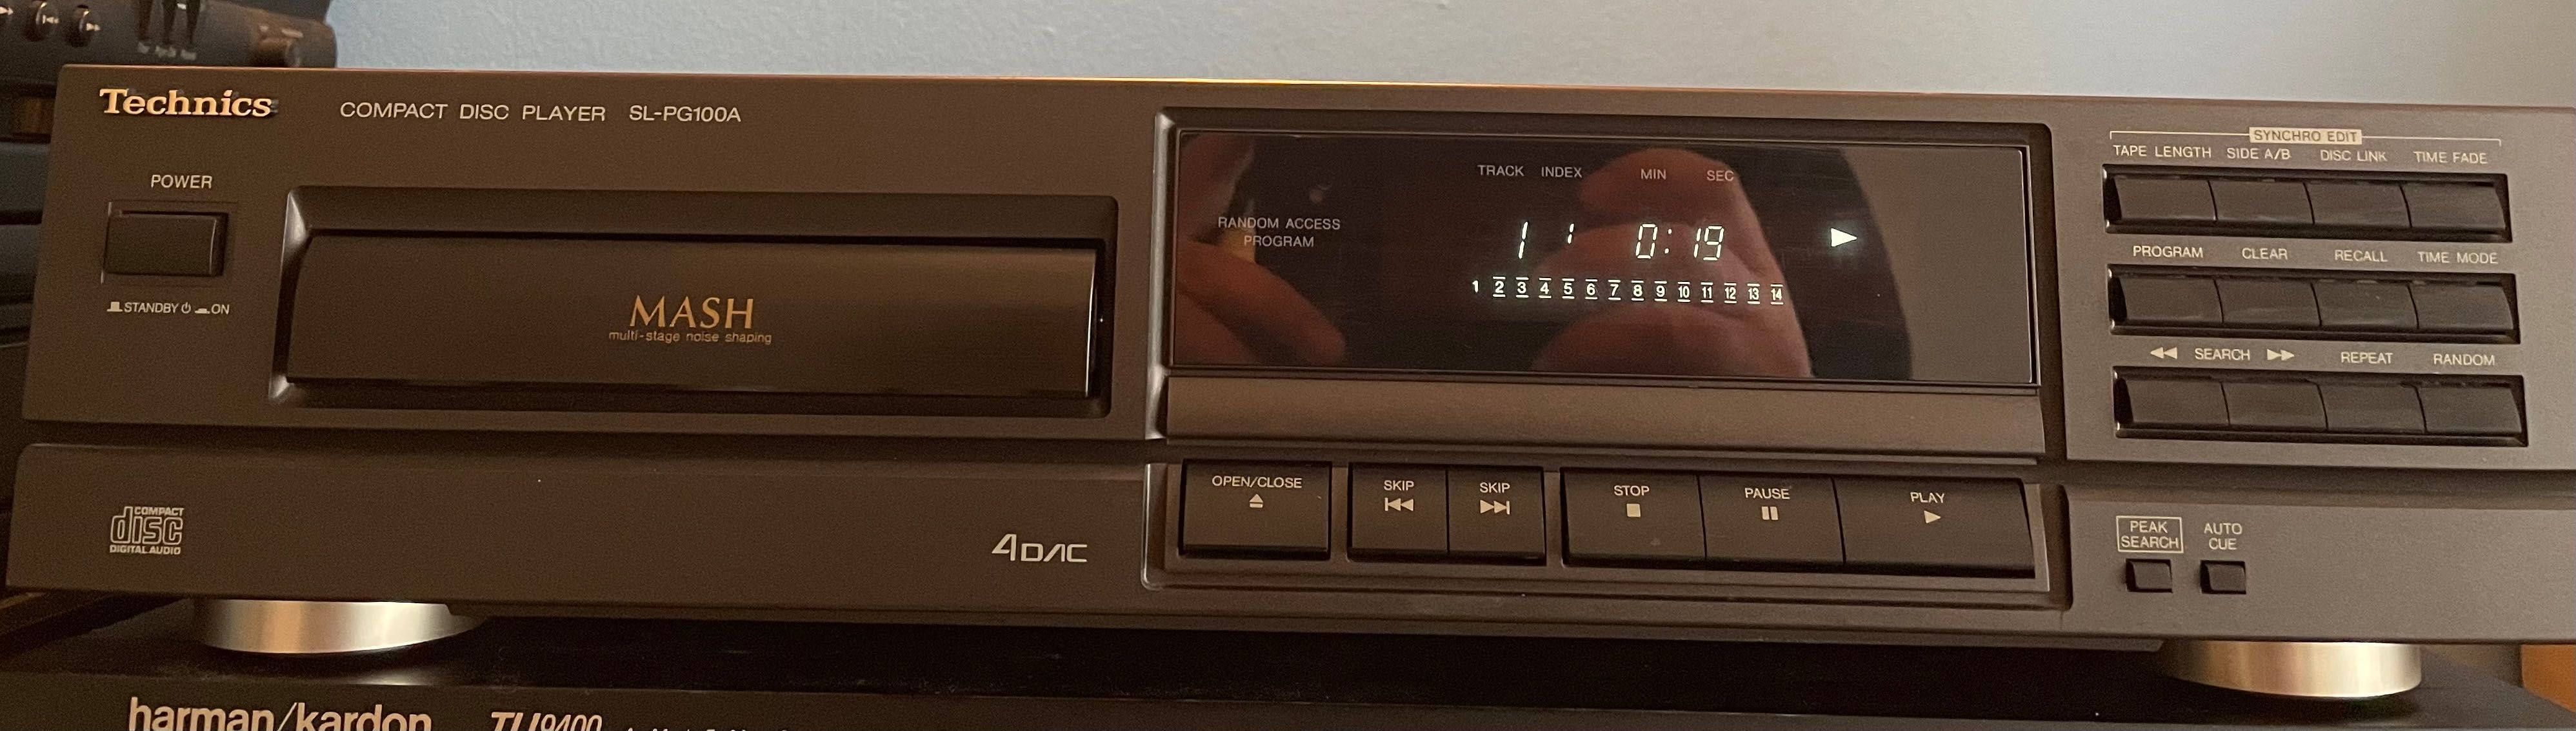 Technics
COMPACT DISC PLAYER SL-PG100A
POWER
STANDBY ON
MASH
multi-stage noise shaping
COMPACT
disc
DIGITAL AUDIO
4DAC
TRACK INDEX MIN SEC
RANDOM ACCESS
PROGRAM
1 1 0:19
1 2 3 4 5 6 7 8 9 10 11 12 13 14
OPEN/CLOSE
SKIP
SKIP
STOP
PAUSE
PLAY
SYNCHRO EDIT
TAPE LENGTH SIDE A/B DISC LINK TIME FADE
PROGRAM CLEAR RECALL TIME MODE
SEARCH REPEAT RANDOM
PEAK
SEARCH
AUTO
CUE
harman/kardon TU9400